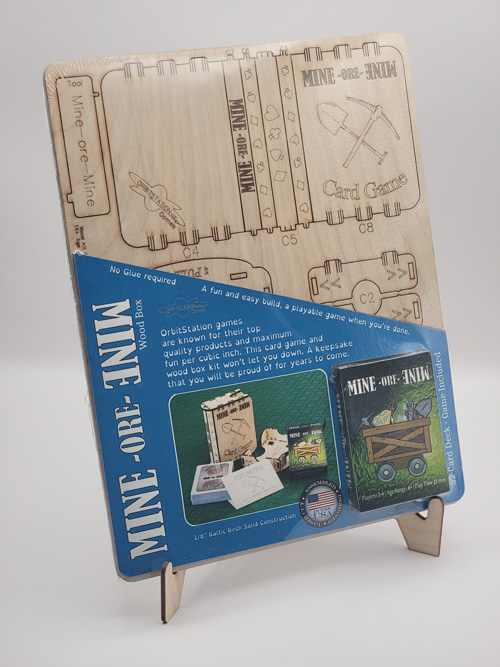 Tool
Mine-ore-Mine
MINE -ORE- MINE
MINE -ORE- MINE
Card Game
ORBITSTATION
Games
C4
C5
C8
C2
<<
>>
No Glue required
A fun and easy build, a playable game when you're done.
MINE -ORE- MINE
Wood Box
OrbitStation games
are known for their top
quality products and maximum
fun per cubic inch. This card game and
wood box kit won't let you down. A keepsake
that you will be proud of for years to come.
MINE -ORE- MINE
52 Card Deck - Game Included
1/8" Baltic Birch Solid Construction
ASSEMBLED
USA